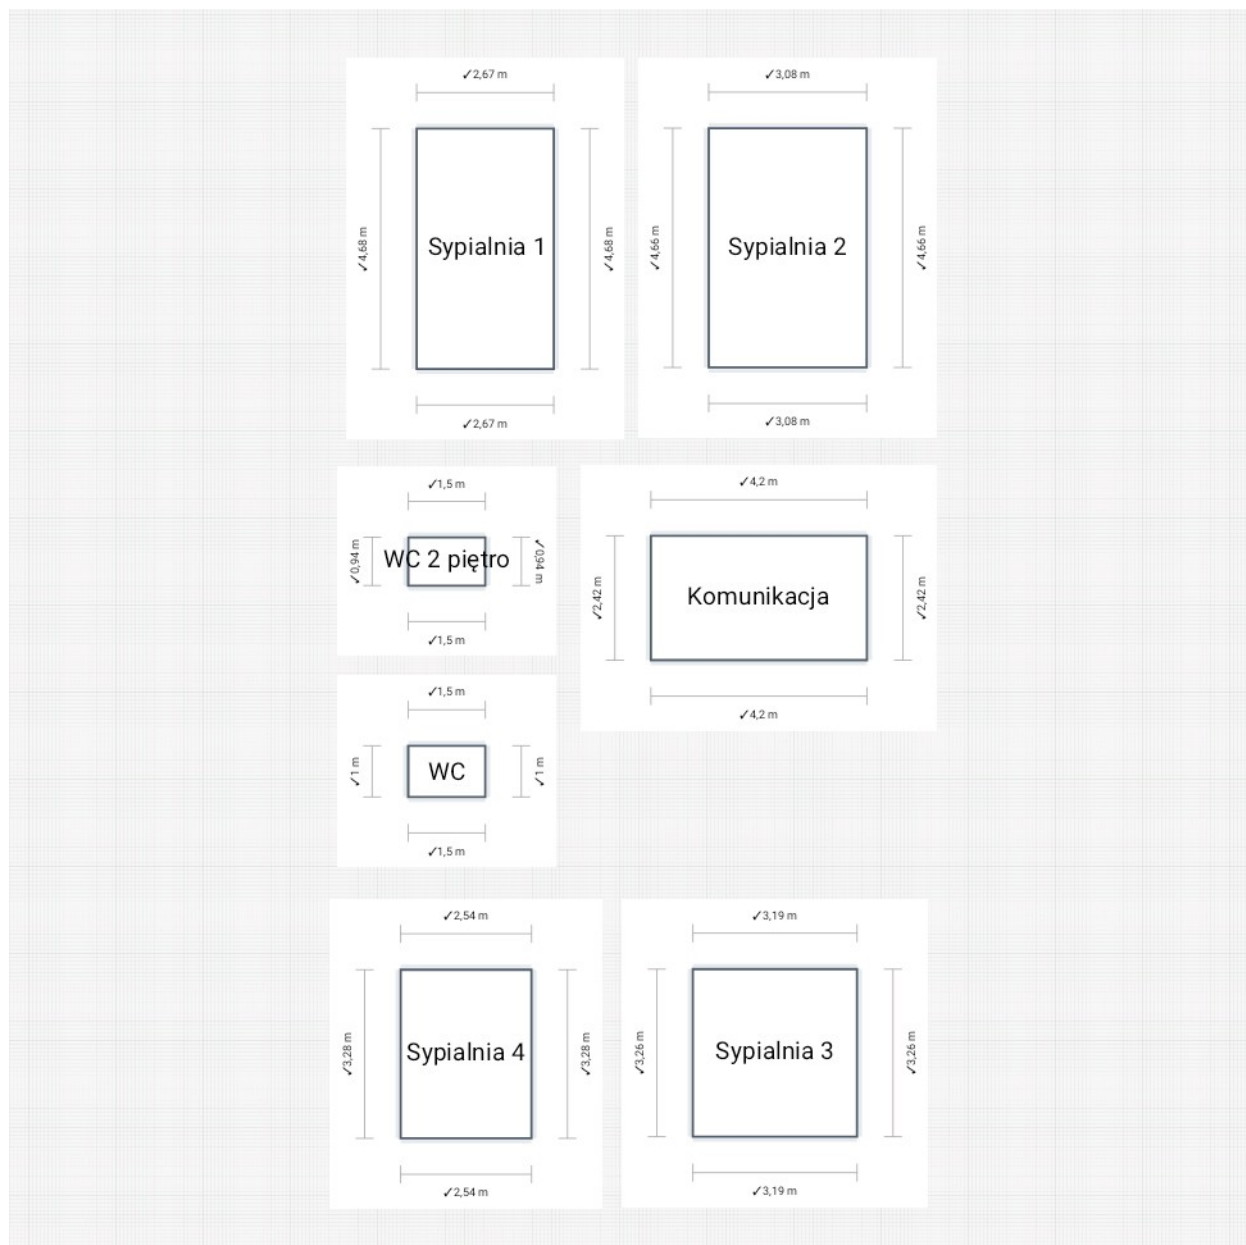 ✓2,67 m
✓4,68 m
Sypialnia 1
✓4,68 m
✓2,67 m
✓3,08 m
✓4,66 m
Sypialnia 2
✓4,66 m
✓3,08 m
✓1,5 m
✓0,94 m
WC 2 piętro
✓0,94 m
✓1,5 m
✓4,2 m
✓2,42 m
Komunikacja
✓2,42 m
✓4,2 m
✓1,5 m
✓1 m
WC
✓1 m
✓1,5 m
✓2,54 m
✓3,28 m
Sypialnia 4
✓3,28 m
✓2,54 m
✓3,19 m
✓3,26 m
Sypialnia 3
✓3,26 m
✓3,19 m